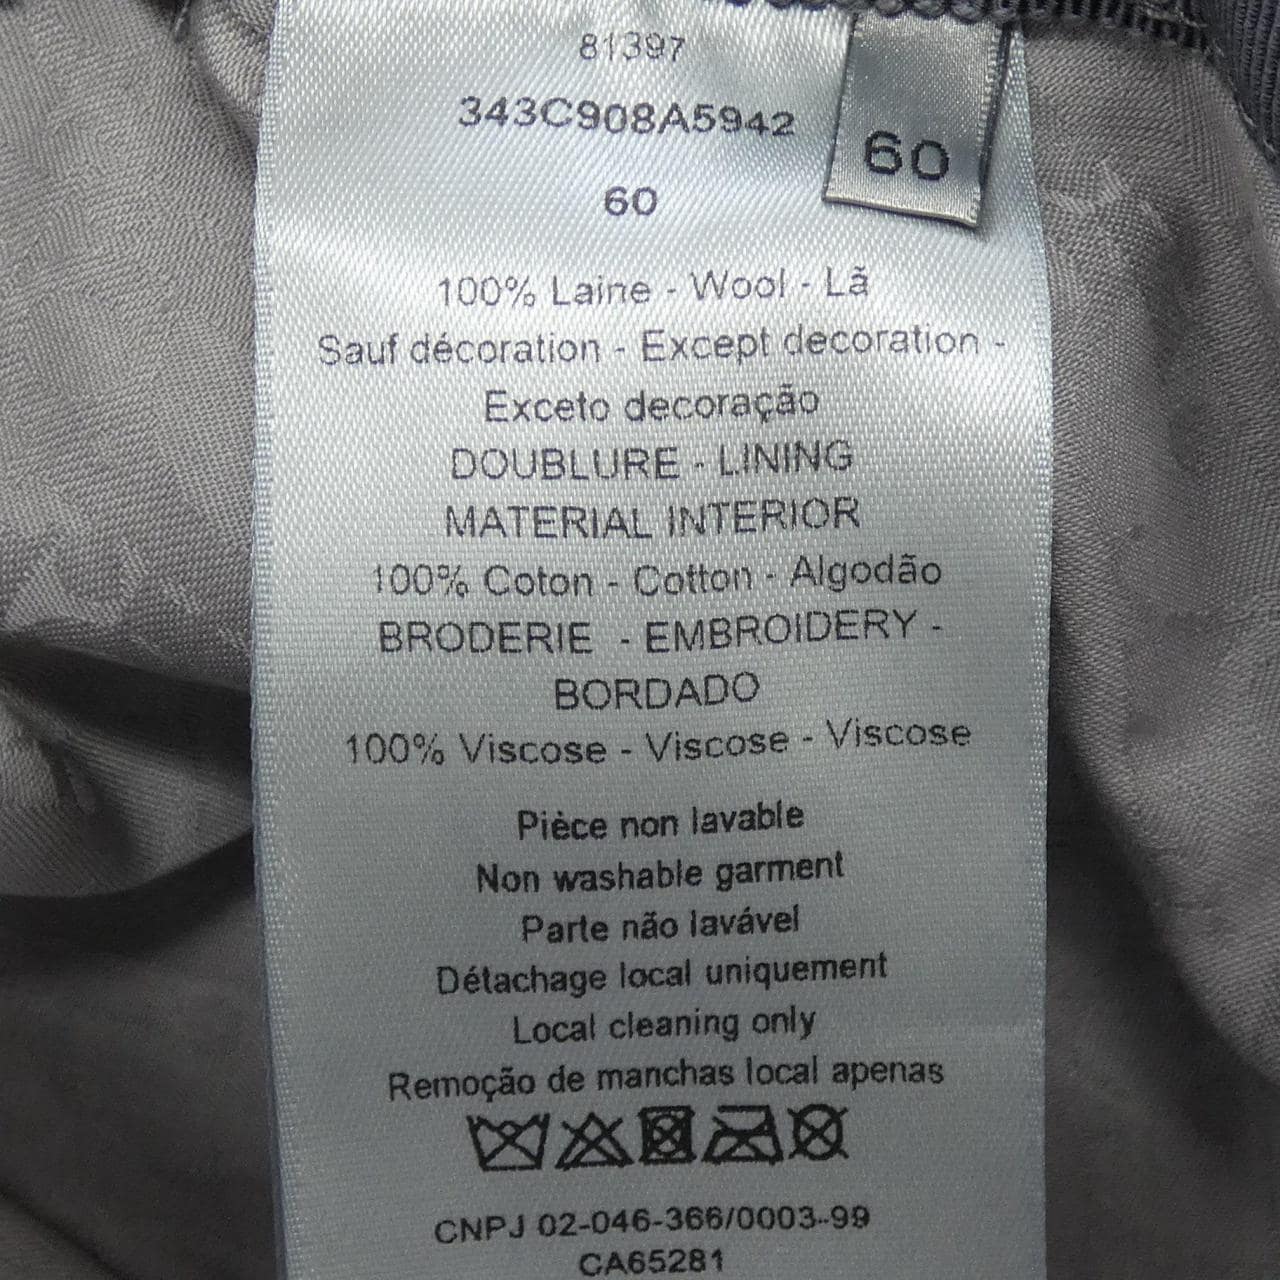 81397
343C908A5942
60
60
100% Laine - Wool - Lã
Sauf décoration - Except decoration -
Exceto decoração
DOUBLURE - LINING
MATERIAL INTERIOR
100% Coton - Cotton - Algodão
BRODERIE - EMBROIDERY -
BORDADO
100% Viscose - Viscose - Viscose
Pièce non lavable
Non washable garment
Parte não lavável
Détachage local uniquement
Local cleaning only
Remoção de manchas local apenas
CNPJ 02-046-366/0003-99
CA65281